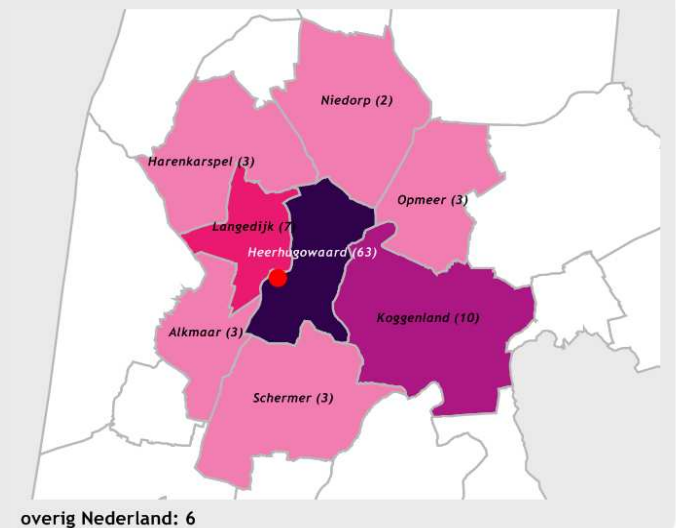 Niedorp (2)
Harenkarspel (3)
Opmeer (3)
Langedijk (7)
Heerhugowaard (63)
Koggenland (10)
Alkmaar (3)
Schermer (3)
overig Nederland: 6